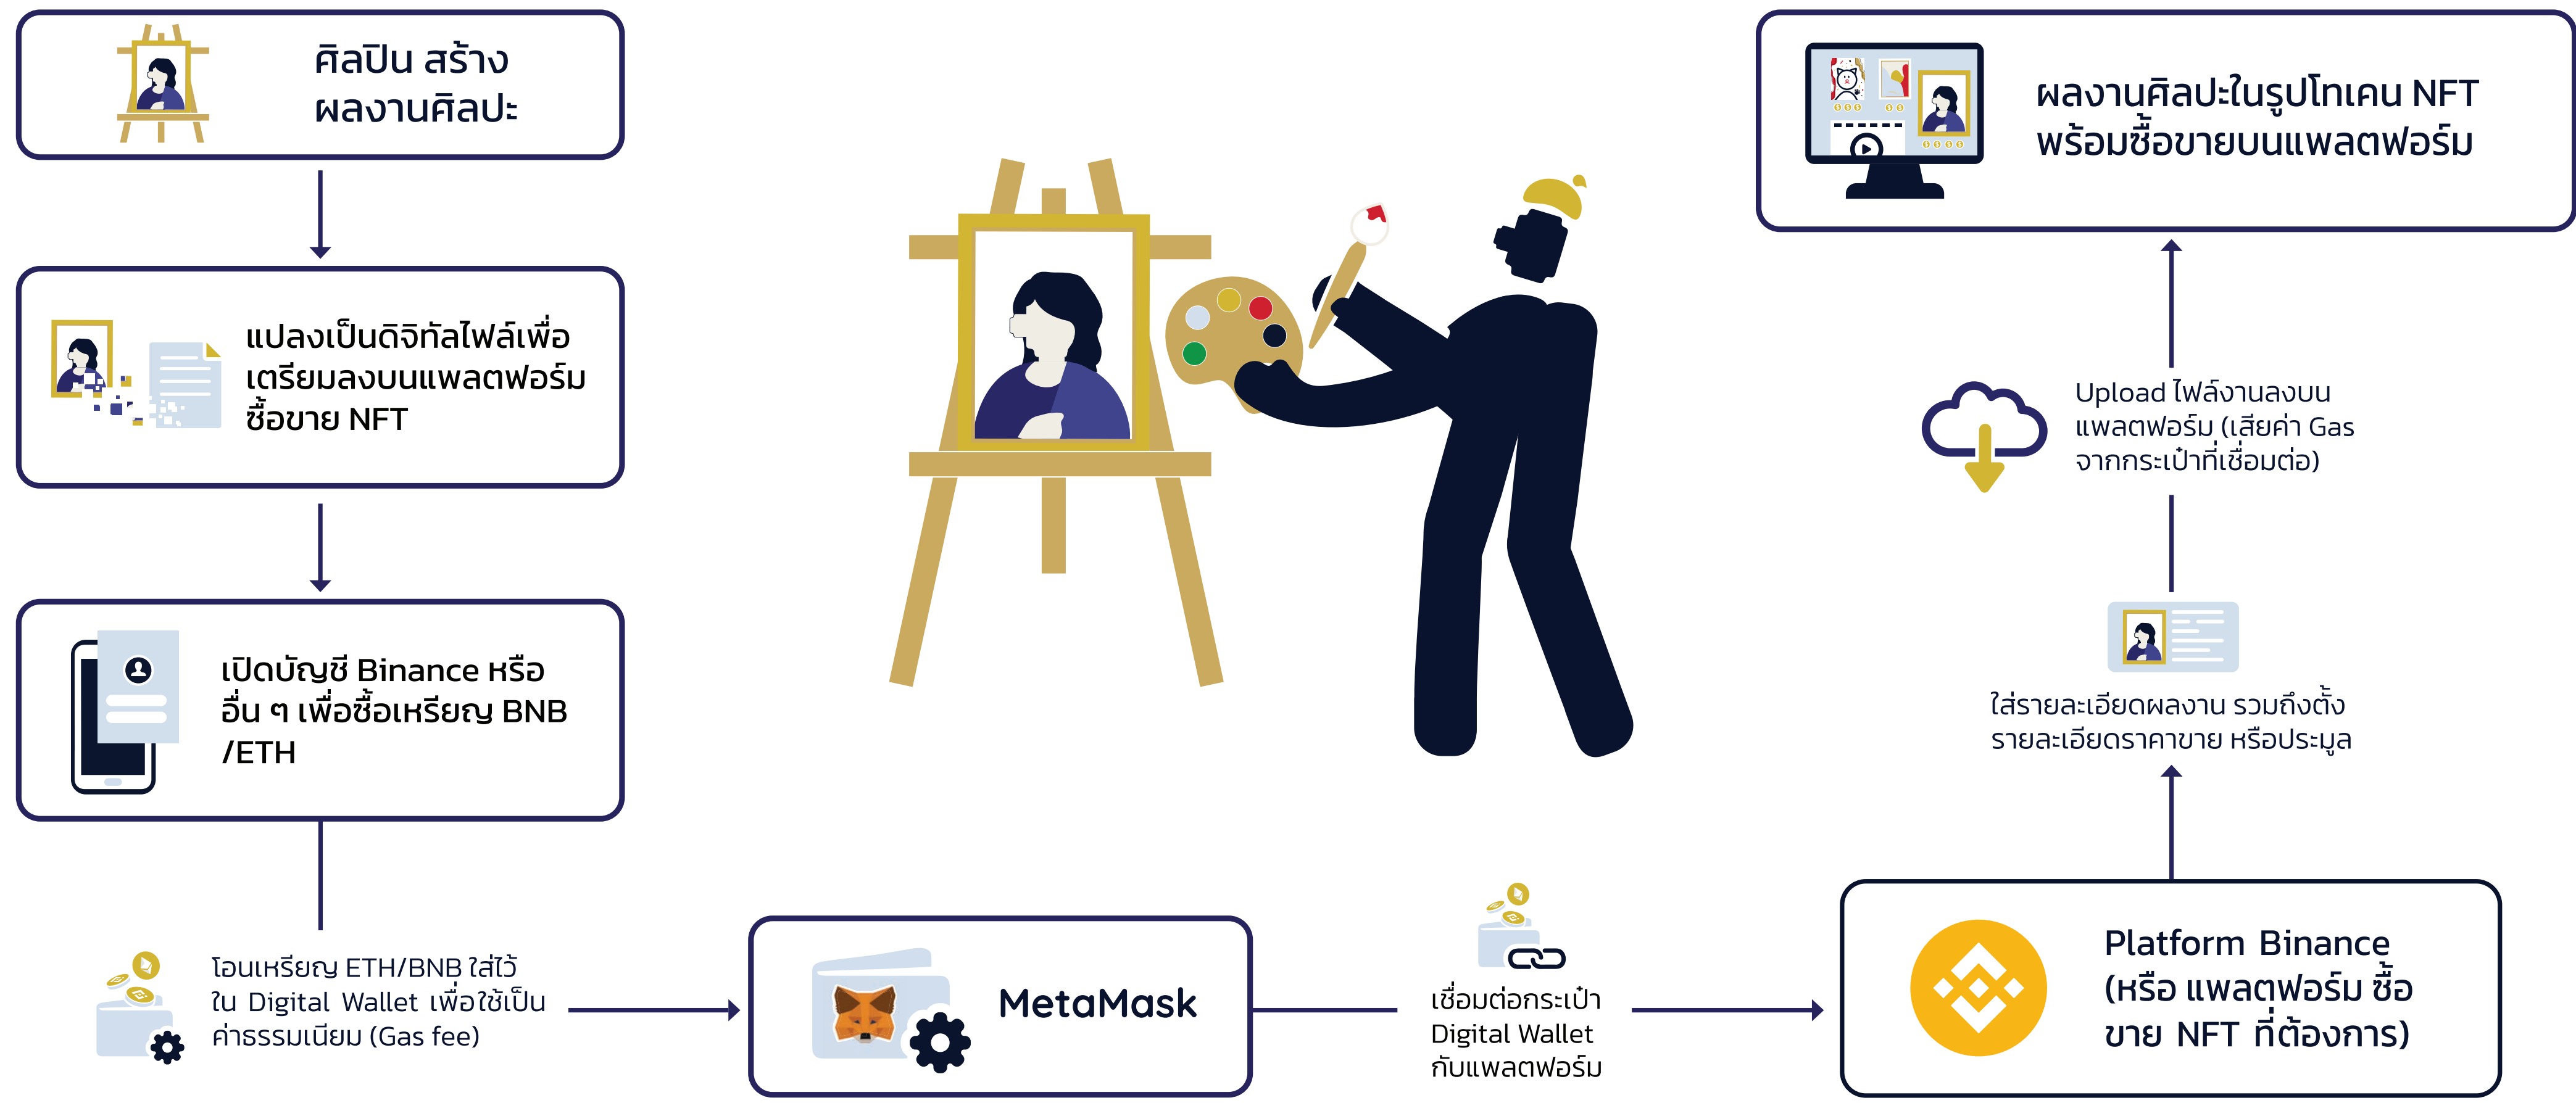 ศิลปิน สร้าง
ผลงานศิลปะ
แปลงเป็นดิจิทัลไฟล์เพื่อ
เตรียมลงบนแพลตฟอร์ม
ซื้อขาย NFT
เปิดบัญชี Binance หรือ
อื่น ๆ เพื่อซื้อเหรียญ BNB
/ETH
โอนเหรียญ ETH/BNB ใส่ไว้
ใน Digital Wallet เพื่อใช้เป็น
ค่าธรรมเนียม (Gas fee)
MetaMask
เชื่อมต่อกระเป๋า
Digital Wallet
กับแพลตฟอร์ม
Platform Binance
(หรือ แพลตฟอร์ม ซื้อ
ขาย NFT ที่ต้องการ)
ใส่รายละเอียดผลงาน รวมถึงตั้ง
รายละเอียดราคาขาย หรือประมูล
Upload ไฟล์งานลงบน
แพลตฟอร์ม (เสียค่า Gas
จากกระเป๋าที่เชื่อมต่อ)
ผลงานศิลปะในรูปโทเคน NFT
พร้อมซื้อขายบนแพลตฟอร์ม